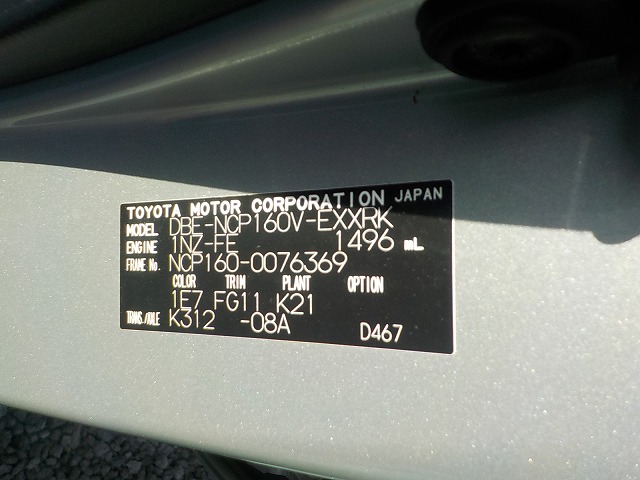 TOYOTA MOTOR CORPORATION JAPAN
MODEL DBE-NCP160V-EXXRK
ENGINE 1NZ-FE 1496 mL
FRAME No. NCP160-0076369
COLOR TRIM PLANT OPTION
1E7 FG11 K21
TRANS./AXLE K312 -08A
D467